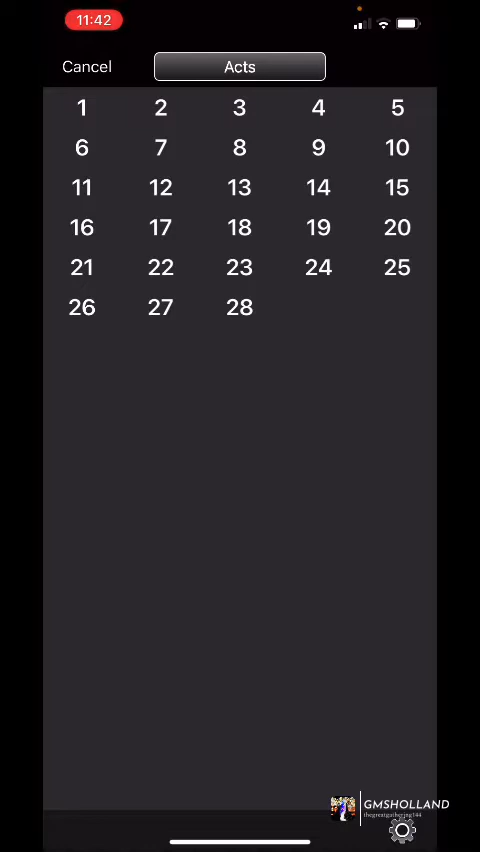 11:42
Cancel Acts
1 2 3 4 5
6 7 8 9 10
11 12 13 14 15
16 17 18 19 20
21 22 23 24 25
26 27 28
GMSHOLLAND
thegreatgathering144